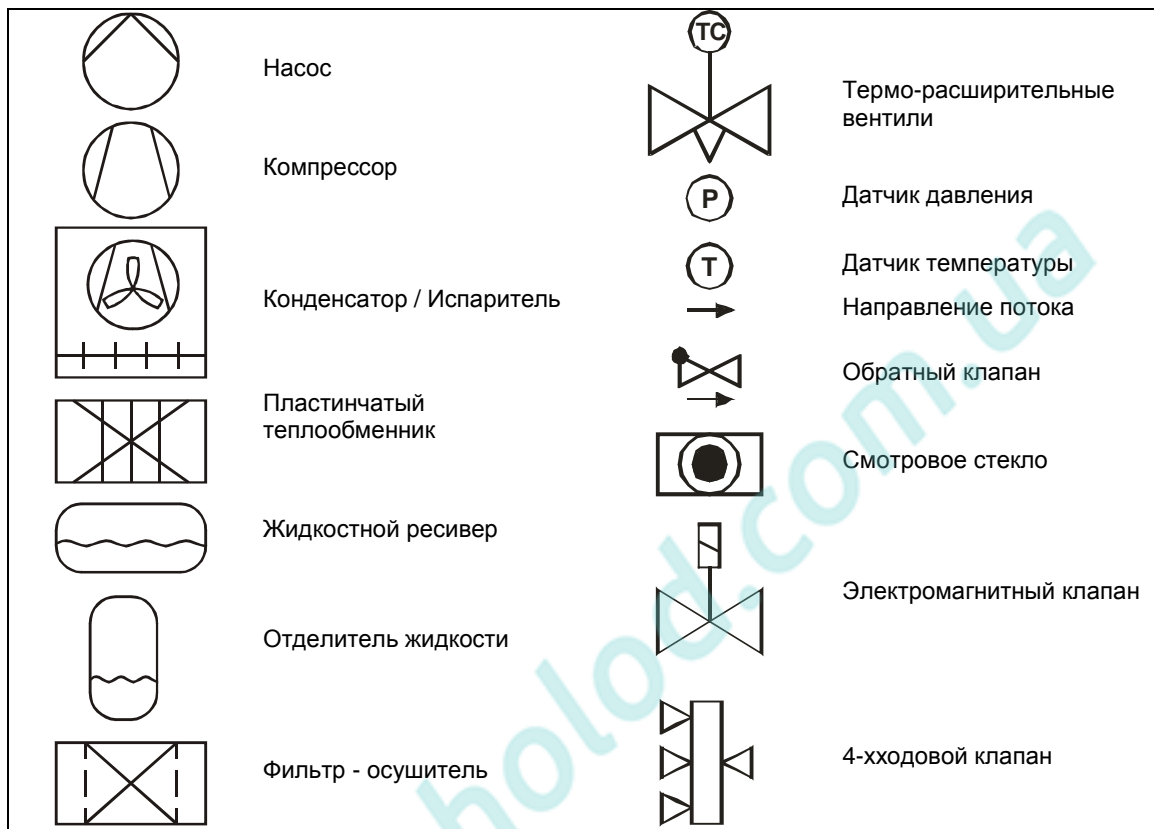 Насос
Компрессор
Конденсатор / Испаритель
Пластинчатый
теплообменник
Жидкостной ресивер
Отделитель жидкости
Фильтр - осушитель
TC
Термо-расширительные
вентили
P
Датчик давления
T
Датчик температуры
Направление потока
Обратный клапан
Смотровое стекло
Электромагнитный клапан
4-хходовой клапан
holod.com.ua